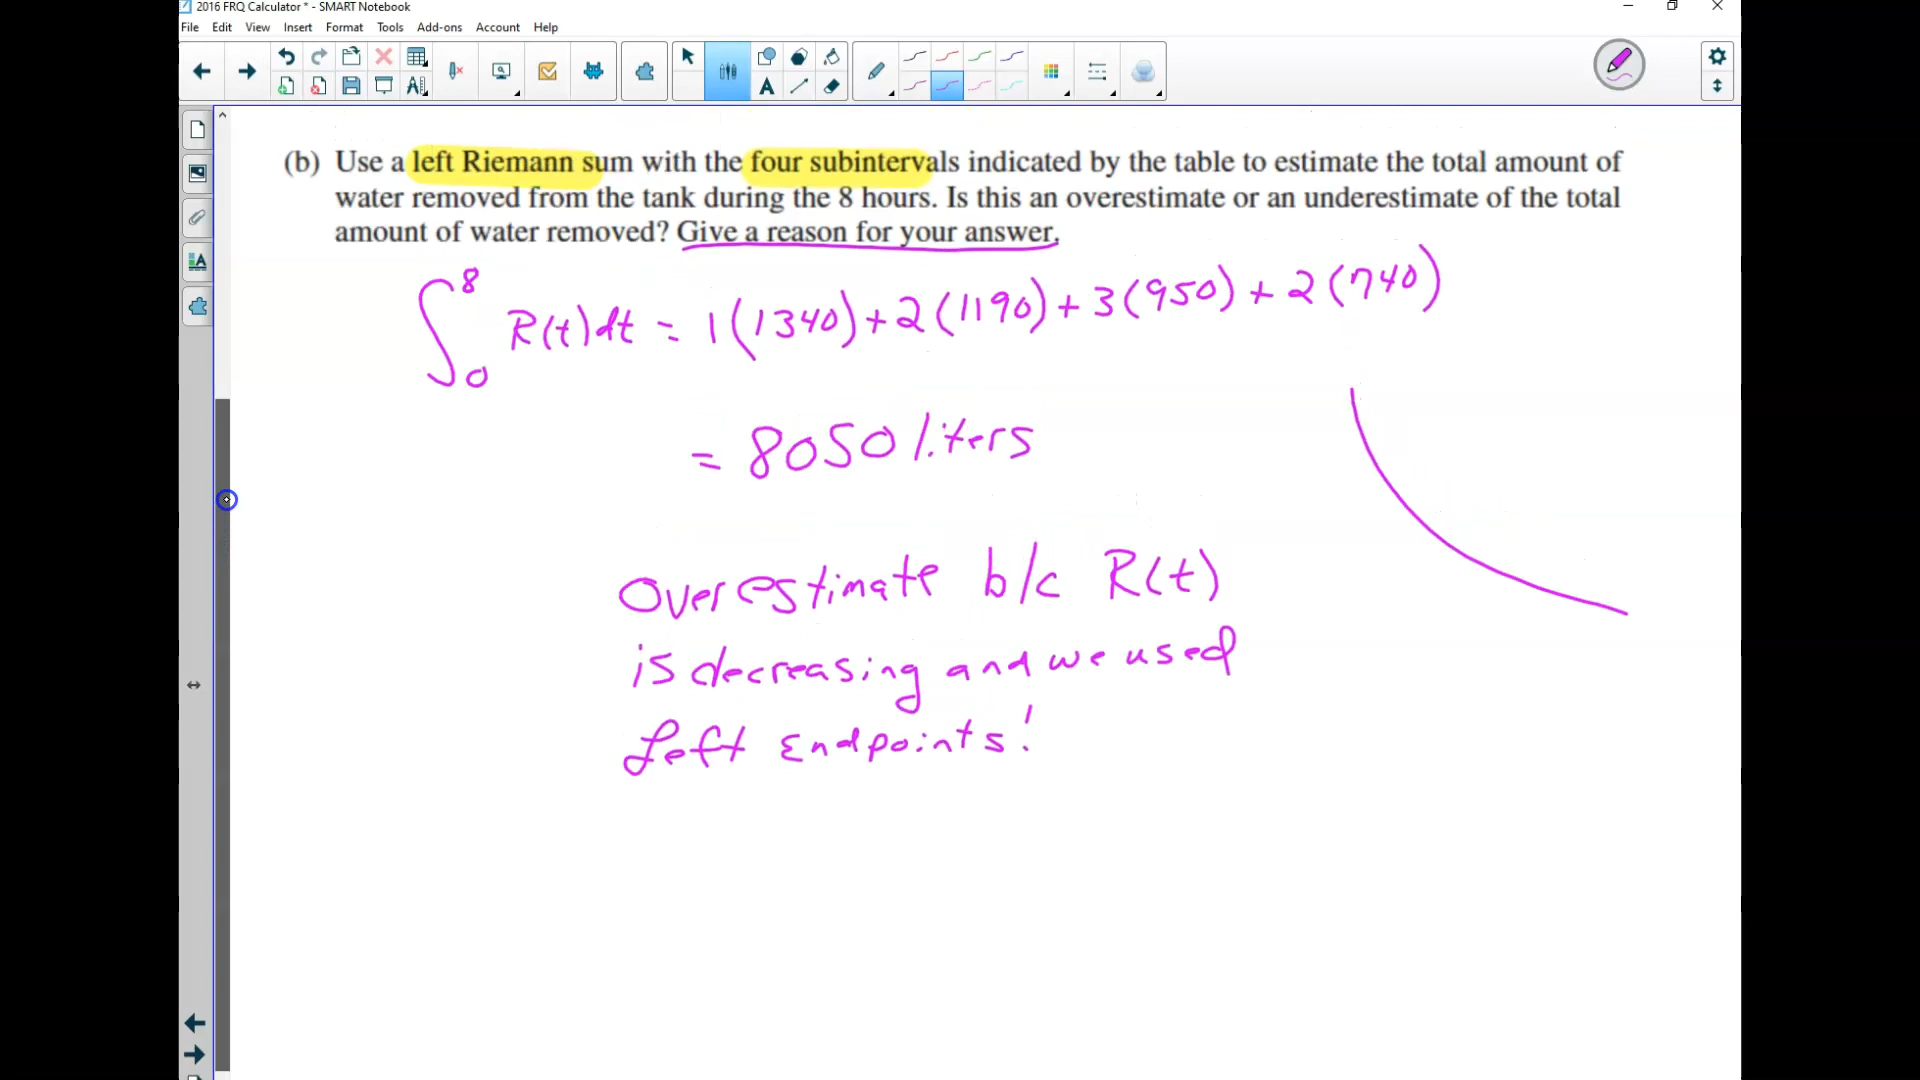 2016 FRQ Calculator * - SMART Notebook
File Edit View Insert Format Tools Add-ons Account Help
(b) Use a left Riemann sum with the four subintervals indicated by the table to estimate the total amount of
water removed from the tank during the 8 hours. Is this an overestimate or an underestimate of the total
amount of water removed? Give a reason for your answer.
∫₀⁸ R(t)dt = 1(1340)+2(1190)+3(950)+2(740)
= 8050 liters
Overestimate b/c R(t)
is decreasing and we used
Left Endpoints!